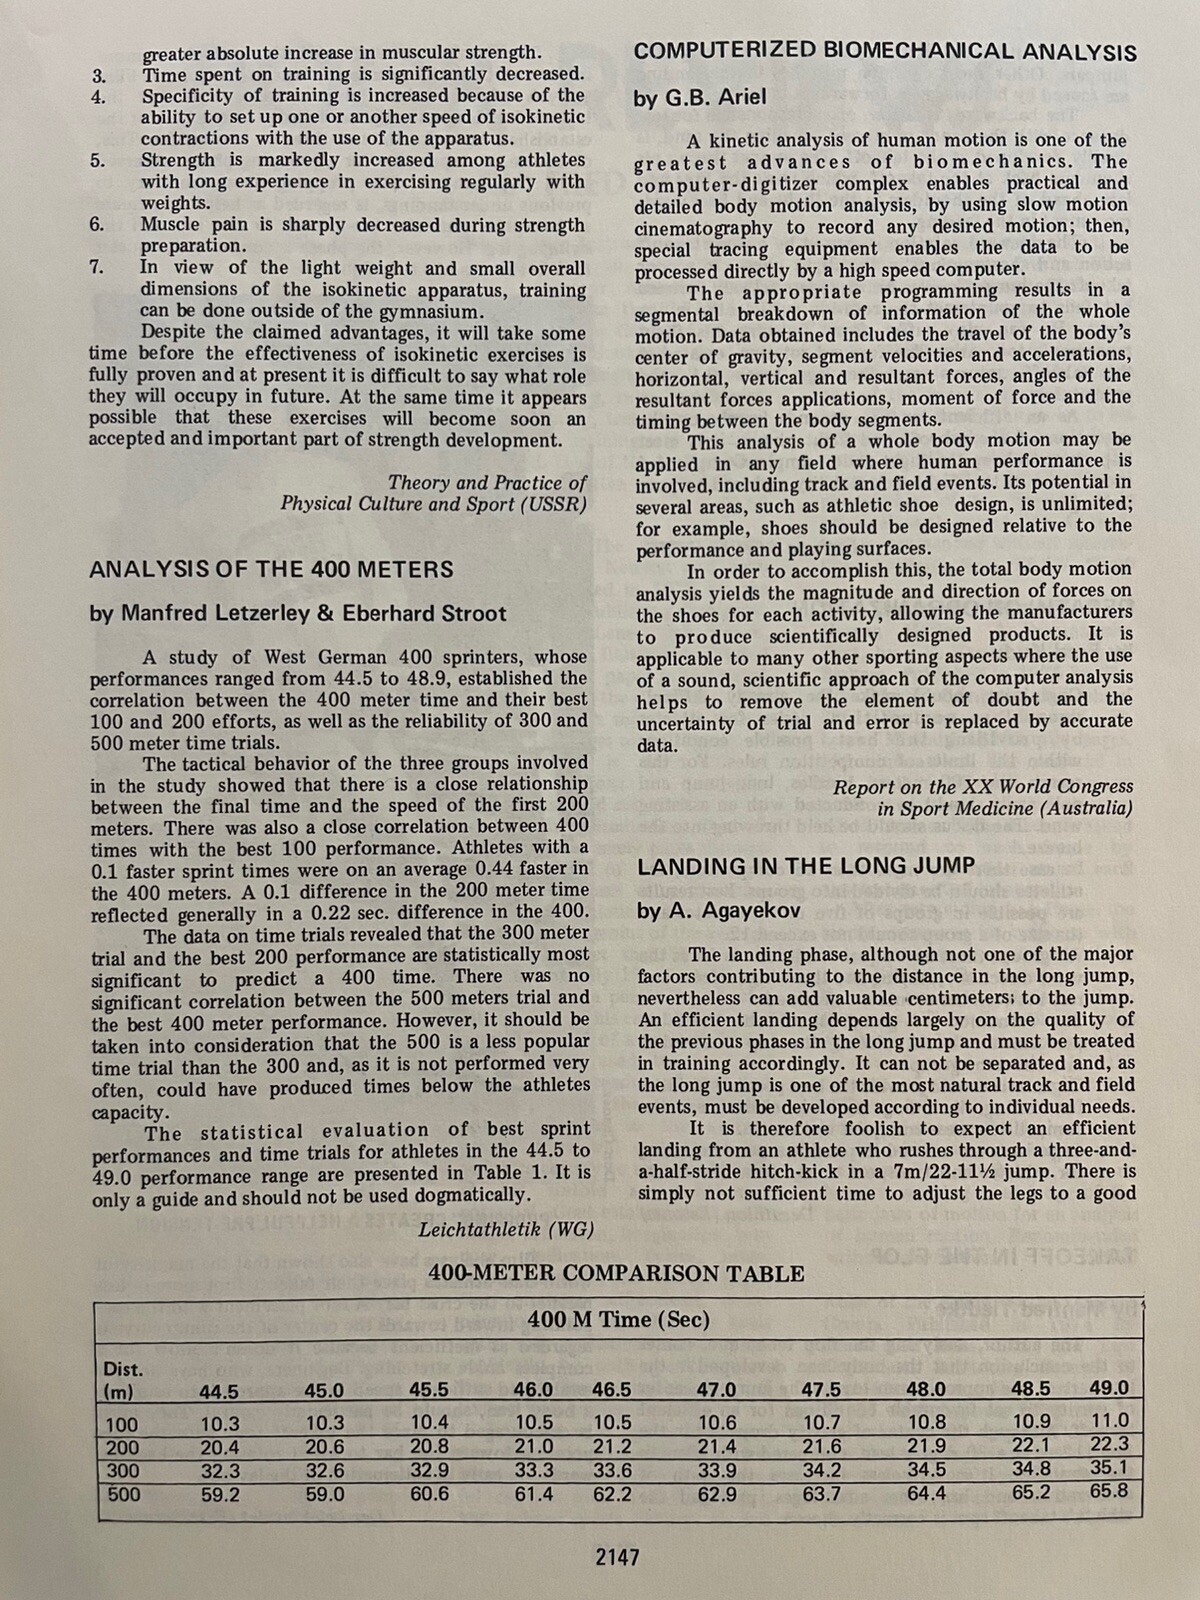 greater absolute increase in muscular strength.
3. Time spent on training is significantly decreased.
4. Specificity of training is increased because of the
ability to set up one or another speed of isokinetic
contractions with the use of the apparatus.
5. Strength is markedly increased among athletes
with long experience in exercising regularly with
weights.
6. Muscle pain is sharply decreased during strength
preparation.
7. In view of the light weight and small overall
dimensions of the isokinetic apparatus, training
can be done outside of the gymnasium.
Despite the claimed advantages, it will take some
time before the effectiveness of isokinetic exercises is
fully proven and at present it is difficult to say what role
they will occupy in future. At the same time it appears
possible that these exercises will become soon an
accepted and important part of strength development.
Theory and Practice of
Physical Culture and Sport (USSR)
ANALYSIS OF THE 400 METERS
by Manfred Letzerley & Eberhard Stroot
A study of West German 400 sprinters, whose
performances ranged from 44.5 to 48.9, established the
correlation between the 400 meter time and their best
100 and 200 efforts, as well as the reliability of 300 and
500 meter time trials.
The tactical behavior of the three groups involved
in the study showed that there is a close relationship
between the final time and the speed of the first 200
meters. There was also a close correlation between 400
times with the best 100 performance. Athletes with a
0.1 faster sprint times were on an average 0.44 faster in
the 400 meters. A 0.1 difference in the 200 meter time
reflected generally in a 0.22 sec. difference in the 400.
The data on time trials revealed that the 300 meter
trial and the best 200 performance are statistically most
significant to predict a 400 time. There was no
significant correlation between the 500 meters trial and
the best 400 meter performance. However, it should be
taken into consideration that the 500 is a less popular
time trial than the 300 and, as it is not performed very
often, could have produced times below the athletes
capacity.
The statistical evaluation of best sprint
performances and time trials for athletes in the 44.5 to
49.0 performance range are presented in Table 1. It is
only a guide and should not be used dogmatically.
Leichtathletik (WG)
COMPUTERIZED BIOMECHANICAL ANALYSIS
by G.B. Ariel
A kinetic analysis of human motion is one of the
greatest advances of biomechanics. The
computer-digitizer complex enables practical and
detailed body motion analysis, by using slow motion
cinematography to record any desired motion; then,
special tracing equipment enables the data to be
processed directly by a high speed computer.
The appropriate programming results in a
segmental breakdown of information of the whole
motion. Data obtained includes the travel of the body's
center of gravity, segment velocities and accelerations,
horizontal, vertical and resultant forces, angles of the
resultant forces applications, moment of force and the
timing between the body segments.
This analysis of a whole body motion may be
applied in any field where human performance is
involved, including track and field events. Its potential in
several areas, such as athletic shoe design, is unlimited;
for example, shoes should be designed relative to the
performance and playing surfaces.
In order to accomplish this, the total body motion
analysis yields the magnitude and direction of forces on
the shoes for each activity, allowing the manufacturers
to produce scientifically designed products. It is
applicable to many other sporting aspects where the use
of a sound, scientific approach of the computer analysis
helps to remove the element of doubt and the
uncertainty of trial and error is replaced by accurate
data.
Report on the XX World Congress
in Sport Medicine (Australia)
LANDING IN THE LONG JUMP
by A. Agayekov
The landing phase, although not one of the major
factors contributing to the distance in the long jump,
nevertheless can add valuable centimeters; to the jump.
An efficient landing depends largely on the quality of
the previous phases in the long jump and must be treated
in training accordingly. It can not be separated and, as
the long jump is one of the most natural track and field
events, must be developed according to individual needs.
It is therefore foolish to expect an efficient
landing from an athlete who rushes through a three-and-
a-half-stride hitch-kick in a 7m/22-11½ jump. There is
simply not sufficient time to adjust the legs to a good
400-METER COMPARISON TABLE
400 M Time (Sec)
Dist.
(m) 44.5 45.0 45.5 46.0 46.5 47.0 47.5 48.0 48.5 49.0
100 10.3 10.3 10.4 10.5 10.5 10.6 10.7 10.8 10.9 11.0
200 20.4 20.6 20.8 21.0 21.2 21.4 21.6 21.9 22.1 22.3
300 32.3 32.6 32.9 33.3 33.6 33.9 34.2 34.5 34.8 35.1
500 59.2 59.0 60.6 61.4 62.2 62.9 63.7 64.4 65.2 65.8
2147